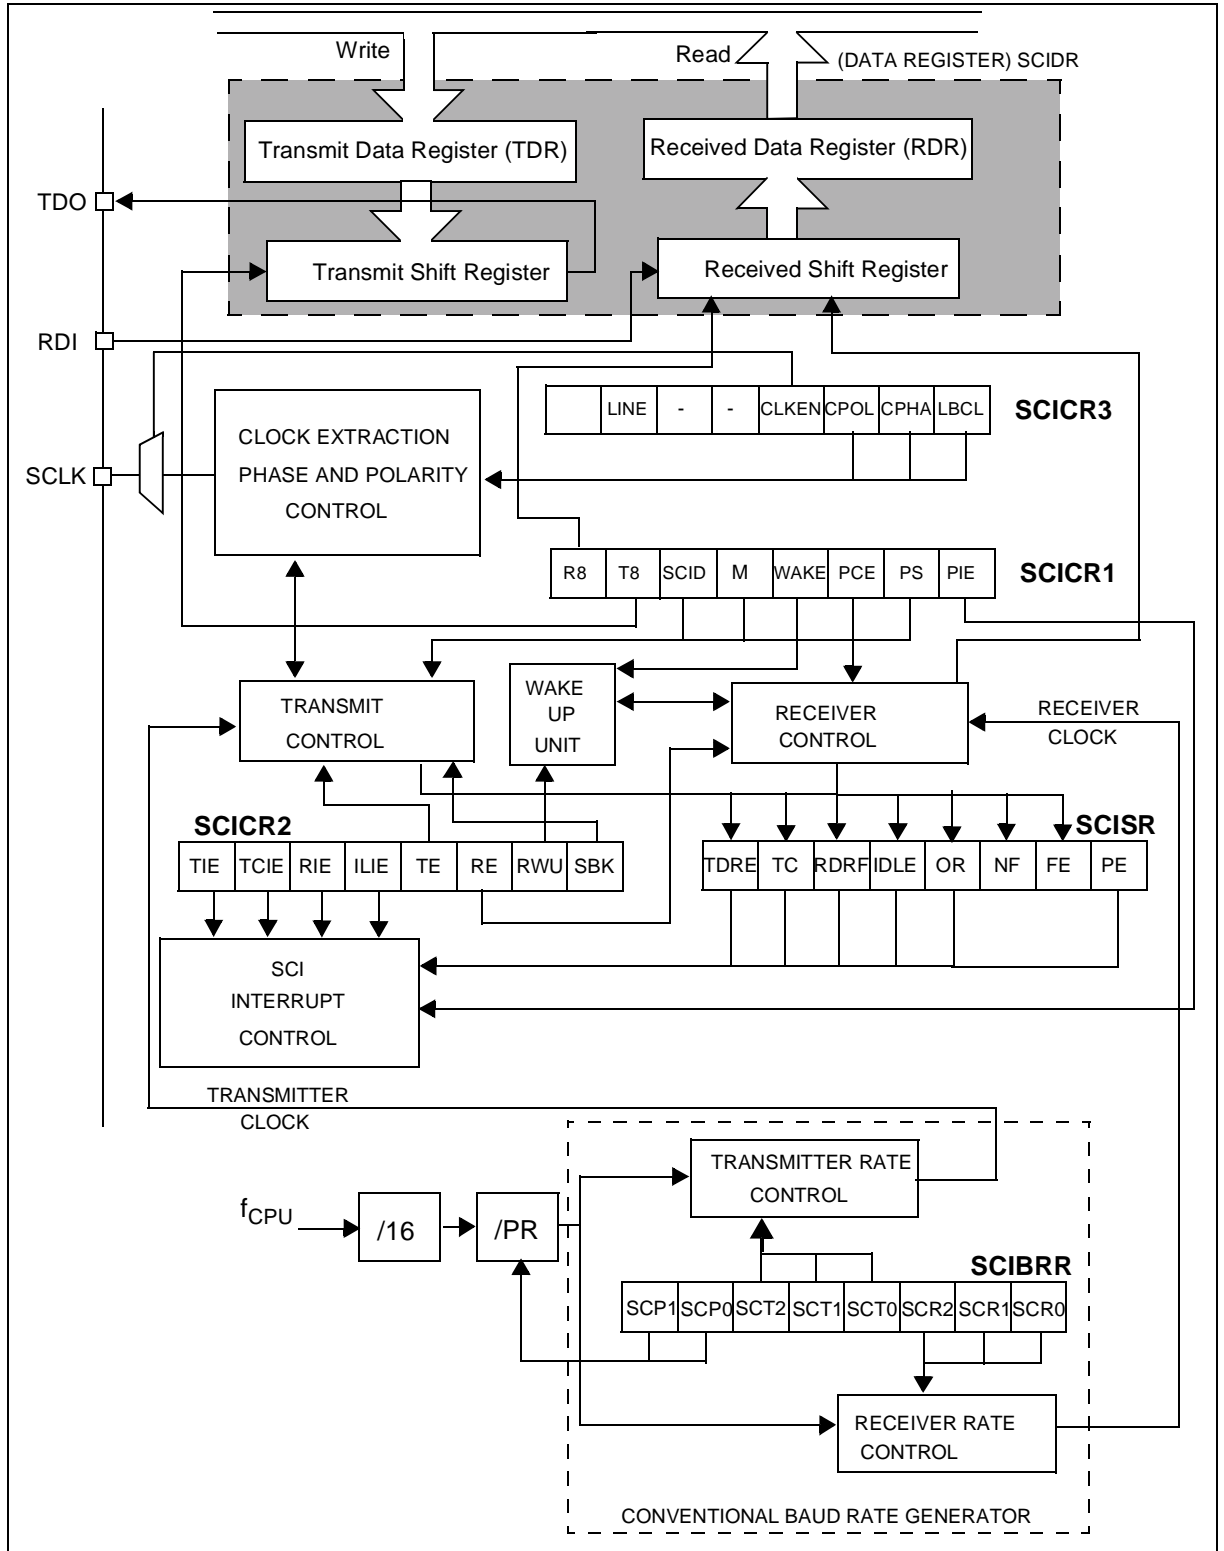 Write
Read
(DATA REGISTER) SCIDR
Transmit Data Register (TDR)
Received Data Register (RDR)
TDO
Transmit Shift Register
Received Shift Register
RDI
LINE - - CLKEN CPOL CPHA LBCL
SCICR3
CLOCK EXTRACTION
PHASE AND POLARITY
CONTROL
SCLK
R8 T8 SCID M WAKE PCE PS PIE
SCICR1
TRANSMIT
CONTROL
WAKE
UP
UNIT
RECEIVER
CONTROL
RECEIVER
CLOCK
SCICR2
TIE TCIE RIE ILIE TE RE RWU SBK
SCISR
TDRE TC RDRF IDLE OR NF FE PE
SCI
INTERRUPT
CONTROL
TRANSMITTER
CLOCK
TRANSMITTER RATE
CONTROL
fCPU
/16
/PR
SCIBRR
SCP1 SCP0 SCT2 SCT1 SCT0 SCR2 SCR1 SCR0
RECEIVER RATE
CONTROL
CONVENTIONAL BAUD RATE GENERATOR